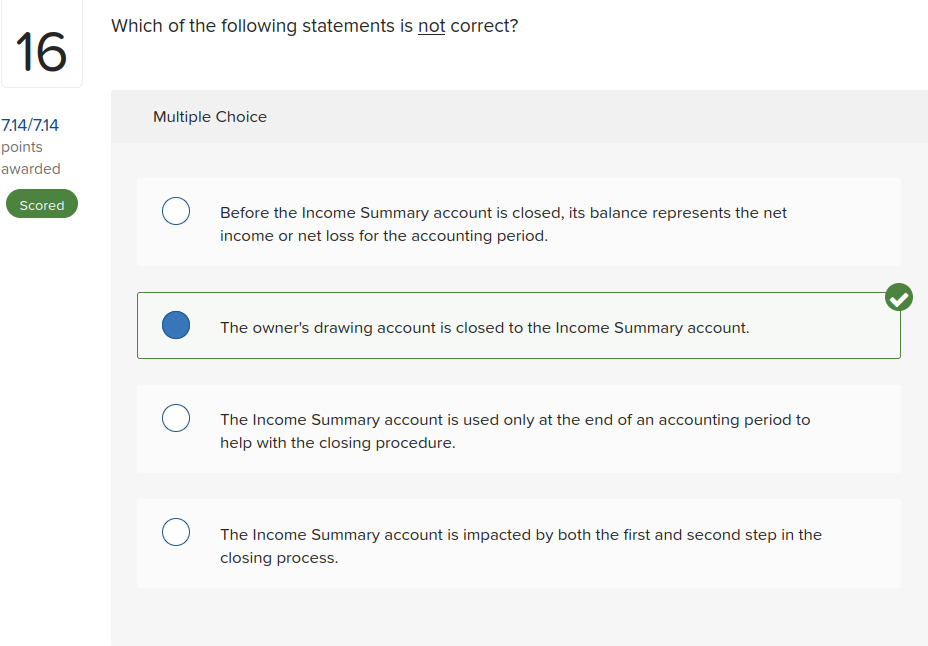 16
7.14/7.14
points
awarded
Scored
Which of the following statements is not correct?
Multiple Choice
Before the Income Summary account is closed, its balance represents the net
income or net loss for the accounting period.
The owner's drawing account is closed to the Income Summary account.
The Income Summary account is used only at the end of an accounting period to
help with the closing procedure.
The Income Summary account is impacted by both the first and second step in the
closing process.